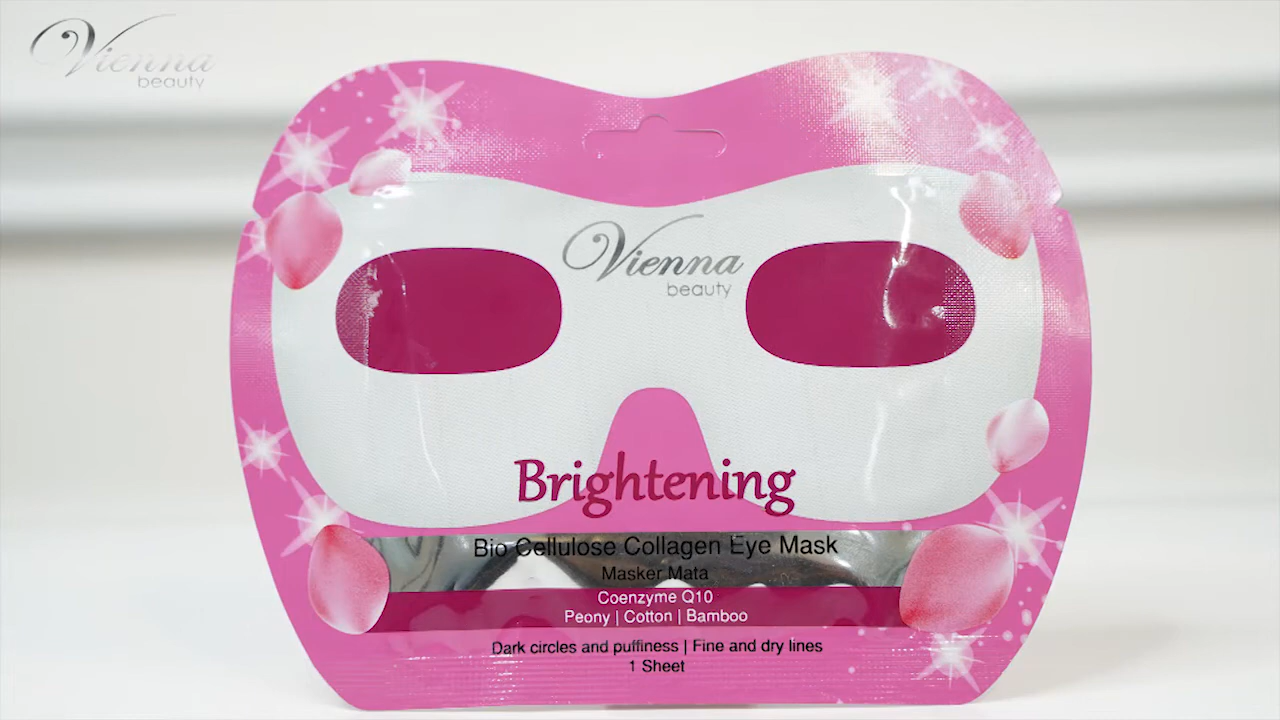 Vienna
beauty
Vienna
beauty
Brightening
Bio Cellulose Collagen Eye Mask
Masker Mata
Coenzyme Q10
Peony | Cotton | Bamboo
Dark circles and puffiness | Fine and dry lines
1 Sheet